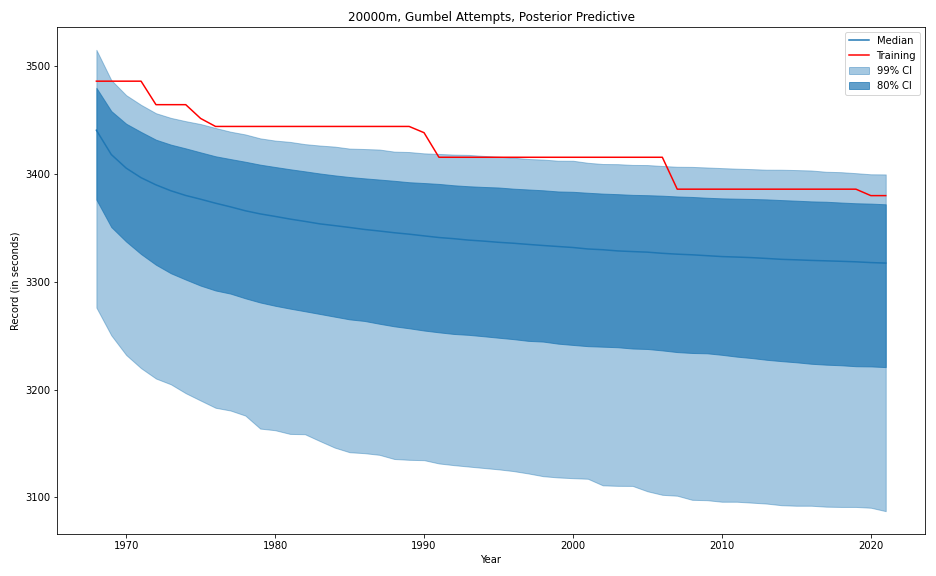 20000m, Gumbel Attempts, Posterior Predictive
Median
Training
99% CI
80% CI
3500
3400
3300
3200
3100
Record (in seconds)
1970
1980
1990
2000
2010
2020
Year